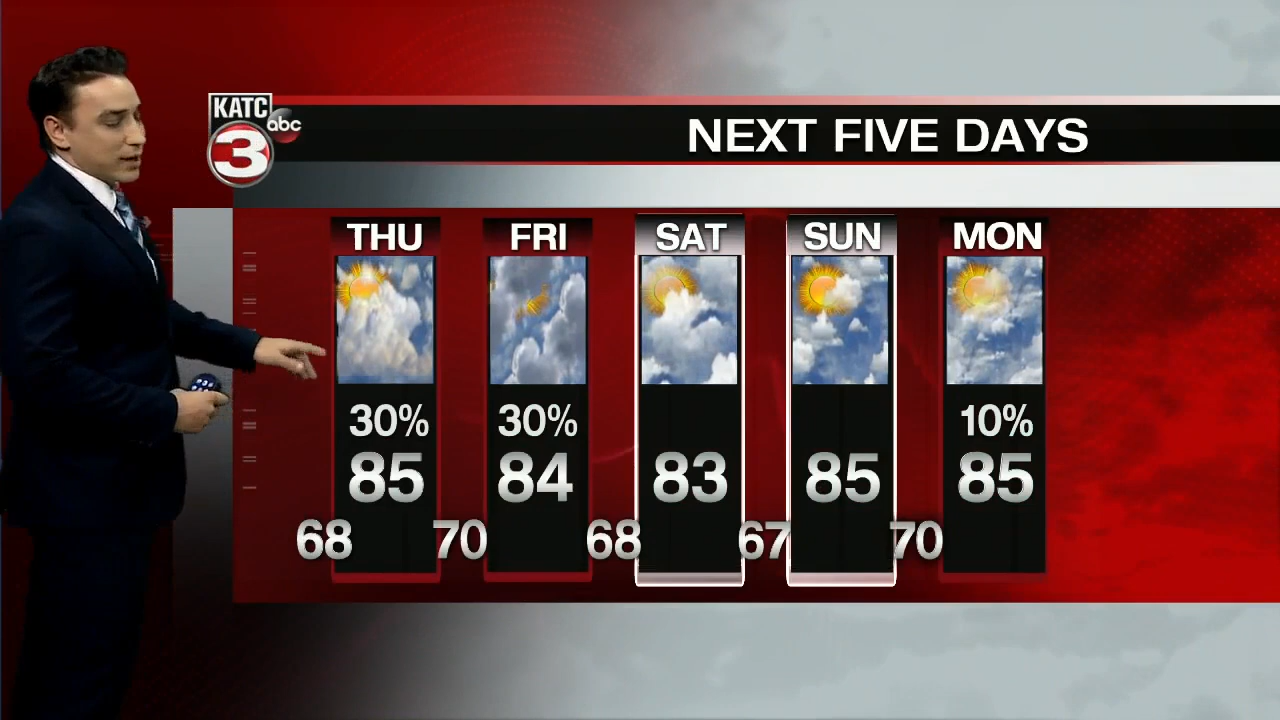 KATC
abc
3
NEXT FIVE DAYS
THU FRI SAT SUN MON
30% 30% 10%
85 84 83 85 85
68 70 68 67 70